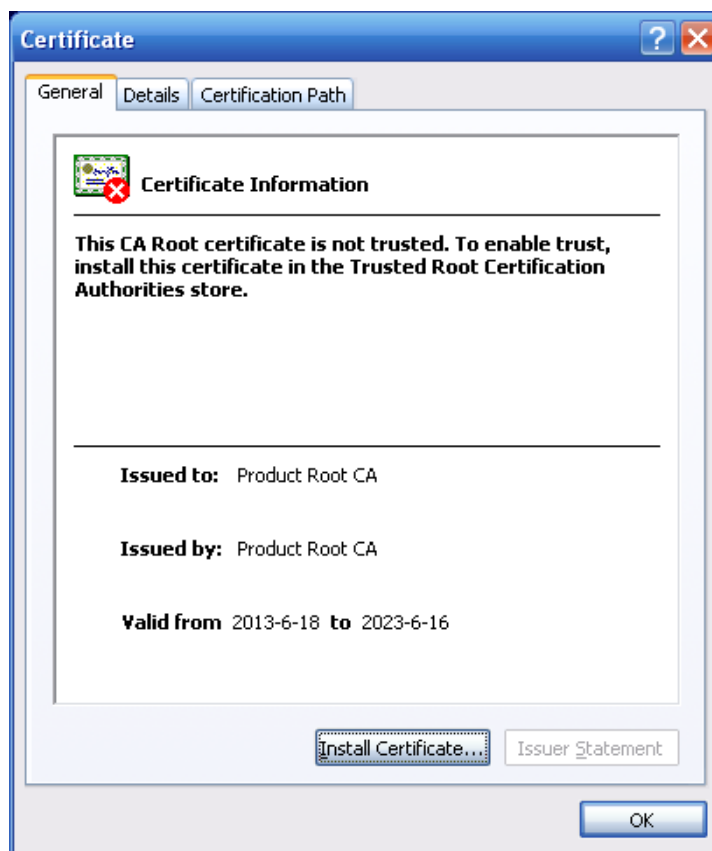 Certificate
General Details Certification Path
Certificate Information
This CA Root certificate is not trusted. To enable trust,
install this certificate in the Trusted Root Certification
Authorities store.
Issued to: Product Root CA
Issued by: Product Root CA
Valid from 2013-6-18 to 2023-6-16
Install Certificate... Issuer Statement
OK